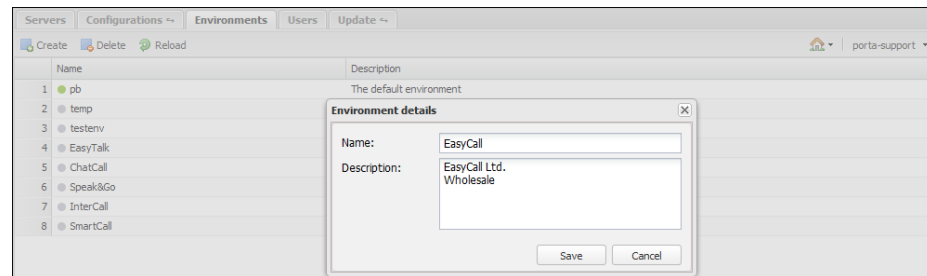 Servers Configurations Environments Users Update
Create Delete Reload porta-support
Name Description
1 pb The default environment
2 temp
3 testenv
4 EasyTalk
5 ChatCall
6 Speak&Go
7 InterCall
8 SmartCall
Environment details
Name: EasyCall
Description: EasyCall Ltd.
Wholesale
Save Cancel